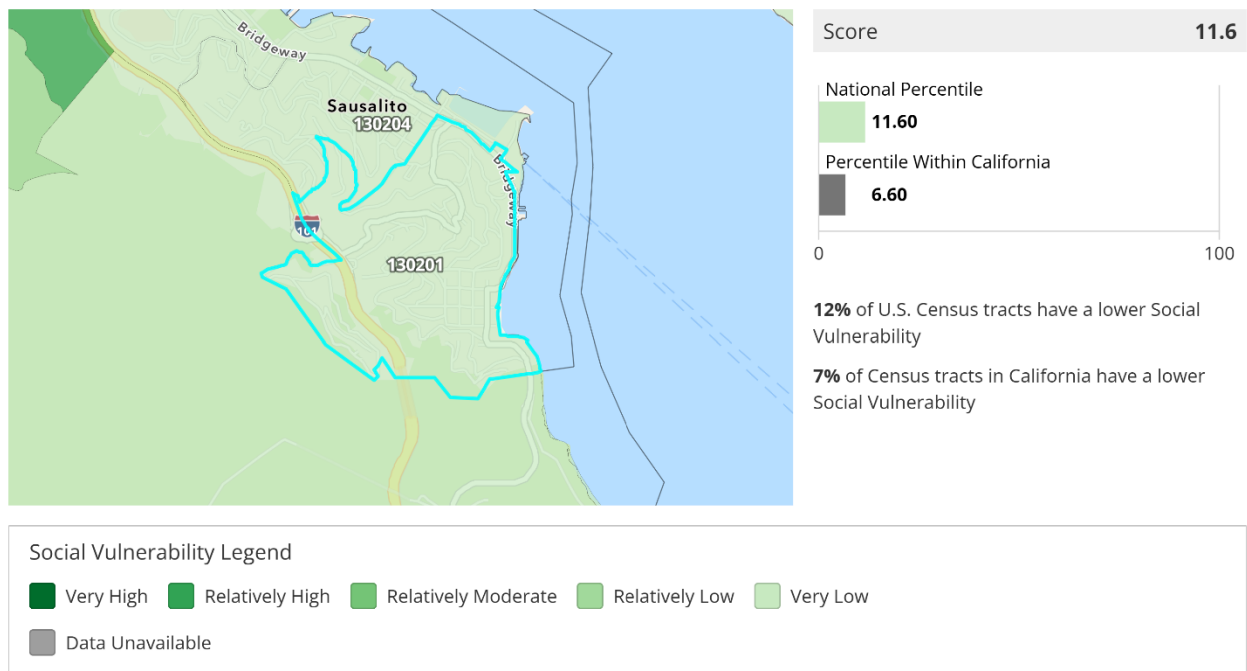 Bridgeway
Sausalito
130204
Bridgeway
101
130201
Score 11.6
National Percentile
11.60
Percentile Within California
6.60
0 100
12% of U.S. Census tracts have a lower Social
Vulnerability
7% of Census tracts in California have a lower
Social Vulnerability
Social Vulnerability Legend
Very High Relatively High Relatively Moderate Relatively Low Very Low
Data Unavailable